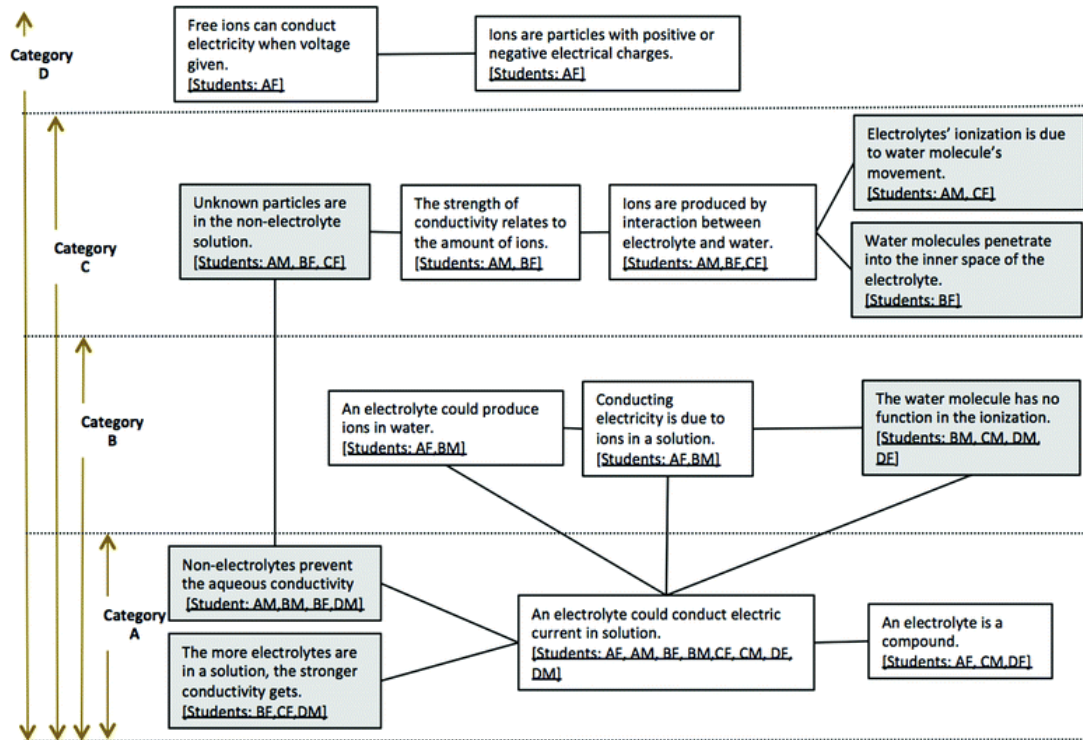 Category
D
Free ions can conduct
electricity when voltage
given.
[Students: AF]
Ions are particles with positive or
negative electrical charges.
[Students: AF]
Category
C
Unknown particles are
in the non-electrolyte
solution.
[Students: AM, BF, CF]
The strength of
conductivity relates to
the amount of ions.
[Students: AM, BF]
Ions are produced by
interaction between
electrolyte and water.
[Students: AM,BF,CF]
Electrolytes’ ionization is due
to water molecule’s
movement.
[Students: AM, CF]
Water molecules penetrate
into the inner space of the
electrolyte.
[Students: BF]
Category
B
An electrolyte could produce
ions in water.
[Students: AF,BM]
Conducting
electricity is due to
ions in a solution.
[Students: AF,BM]
The water molecule has no
function in the ionization.
[Students: BM, CM, DM,
DF]
Category
A
Non-electrolytes prevent
the aqueous conductivity
[Student: AM,BM, BF,DM]
The more electrolytes are
in a solution, the stronger
conductivity gets.
[Students: BF,CF,DM]
An electrolyte could conduct electric
current in solution.
[Students: AF, AM, BF, BM,CF, CM, DF,
DM]
An electrolyte is a
compound.
[Students: AF, CM,DF]